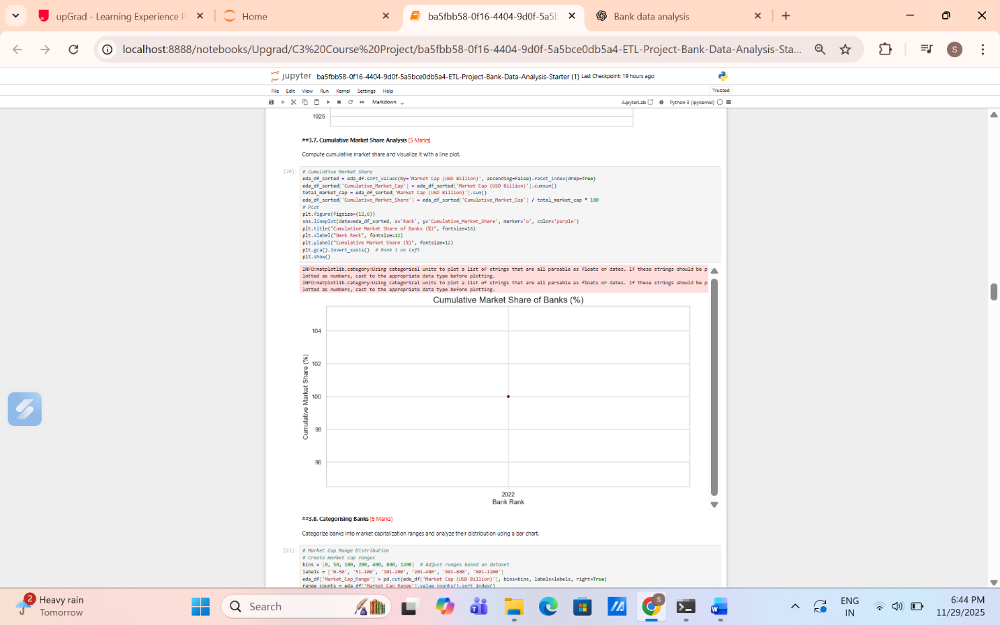 upGrad - Learning Experience P
Home
ba5fbb58-0f16-4404-9d0f-5a5b
Bank data analysis
localhost:8888/notebooks/Upgrad/C3%20Course%20Project/ba5fbb58-0f16-4404-9d0f-5a5bce0db5a4-ETL-Project-Bank-Data-Analysis-Sta...
S
jupyter ba5fbb58-0f16-4404-9d0f-5a5bce0db5a4-ETL-Project-Bank-Data-Analysis-Starter (1) Last Checkpoint: 19 hours ago
File Edit View Run Kernel Settings Help
Trusted
Markdown
JupyterLab
Python 3 (ipykernel)
1925
##3.7. Cumulative Market Share Analysis [5 Marks]
Compute cumulative market share and visualize it with a line plot.
[20]:
# Cumulative Market Share
eda_df_sorted = eda_df.sort_values(by='Market Cap (USD Billion)', ascending=False).reset_index(drop=True)
eda_df_sorted['Cumulative_Market_Cap'] = eda_df_sorted['Market Cap (USD Billion)'].cumsum()
total_market_cap = eda_df_sorted['Market Cap (USD Billion)'].sum()
eda_df_sorted['Cumulative_Market_Share'] = eda_df_sorted['Cumulative_Market_Cap'] / total_market_cap * 100
# Plot
plt.figure(figsize=(12,6))
sns.lineplot(data=eda_df_sorted, x='Rank', y='Cumulative_Market_Share', marker='o', color='purple')
plt.title("Cumulative Market Share of Banks (%)", fontsize=16)
plt.xlabel("Bank Rank", fontsize=12)
plt.ylabel("Cumulative Market Share (%)", fontsize=12)
plt.gca().invert_xaxis() # Rank 1 on left
plt.show()
INFO:matplotlib.category:Using categorical units to plot a list of strings that are all parsable as floats or dates. If these strings should be p
lotted as numbers, cast to the appropriate data type before plotting.
INFO:matplotlib.category:Using categorical units to plot a list of strings that are all parsable as floats or dates. If these strings should be p
lotted as numbers, cast to the appropriate data type before plotting.
Cumulative Market Share of Banks (%)
Cumulative Market Share (%)
104
102
100
98
96
2022
Bank Rank
##3.8. Categorising Banks [5 Marks]
Categorize banks into market capitalization ranges and analyze their distribution using a bar chart.
[21]:
# Market Cap Range Distribution
# Create market cap ranges
bins = [0, 50, 100, 200, 400, 800, 1200] # Adjust ranges based on dataset
labels = ['0-50', '51-100', '101-200', '201-400', '401-800', '801-1200']
eda_df['Market_Cap_Range'] = pd.cut(eda_df['Market Cap (USD Billion)'], bins=bins, labels=labels, right=True)
range_counts = eda_df['Market_Cap_Range'].value_counts().sort_index()
2
Heavy rain
Tomorrow
Search
S
ENG
IN
6:44 PM
11/29/2025